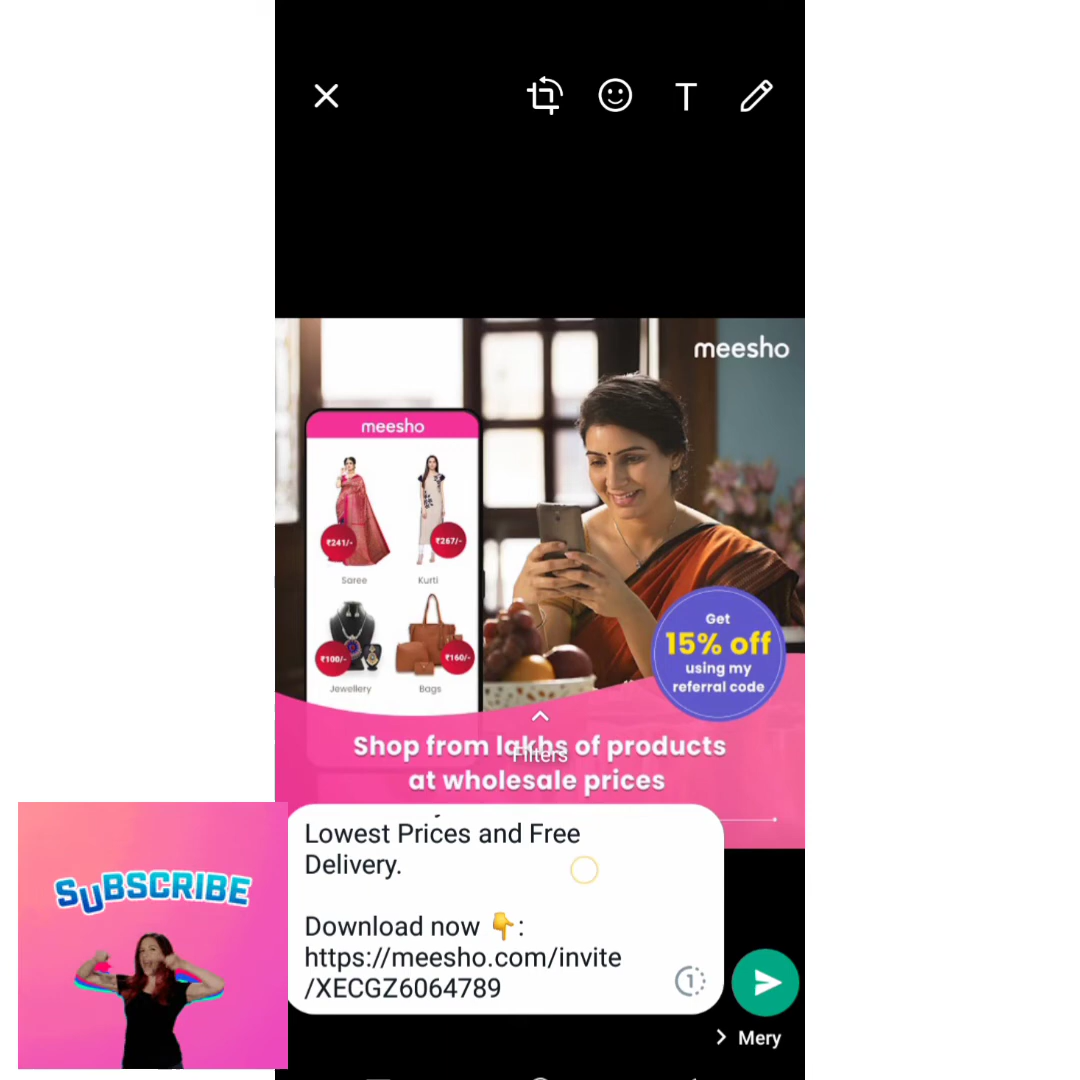 T
meesho
meesho
₹241/-
₹267/-
Saree
Kurti
₹100/-
₹160/-
Jewellery
Bags
Get
15% off
using my
referral code
Shop from lakhs of products
Filters
at wholesale prices
Lowest Prices and Free
Delivery.
Download now 👇:
https://meesho.com/invite
/XECGZ6064789
1
Mery
SUBSCRIBE